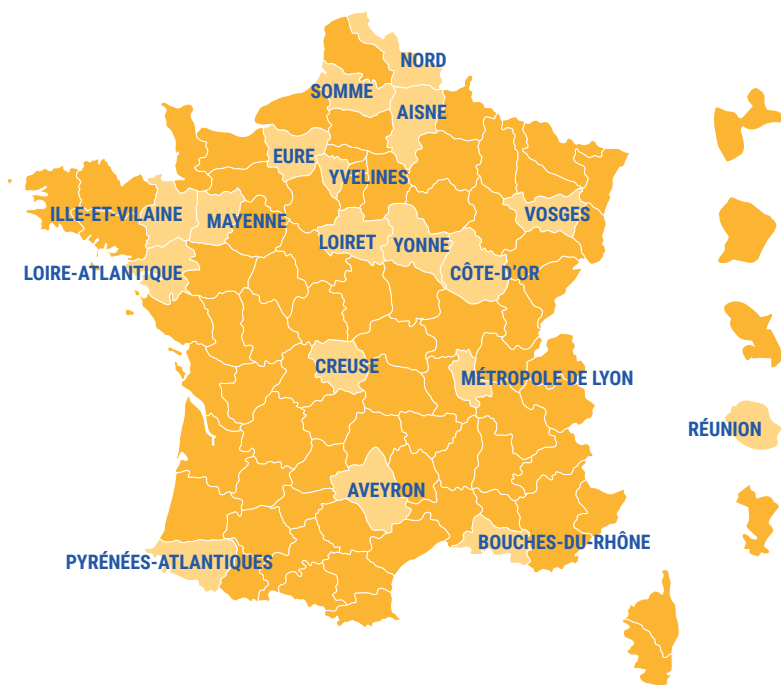 NORD
SOMME
AISNE
EURE
YVELINES
ILLE-ET-VILAINE
MAYENNE
VOSGES
LOIRET
YONNE
LOIRE-ATLANTIQUE
CÔTE-D'OR
CREUSE
MÉTROPOLE DE LYON
RÉUNION
AVEYRON
BOUCHES-DU-RHÔNE
PYRÉNÉES-ATLANTIQUES